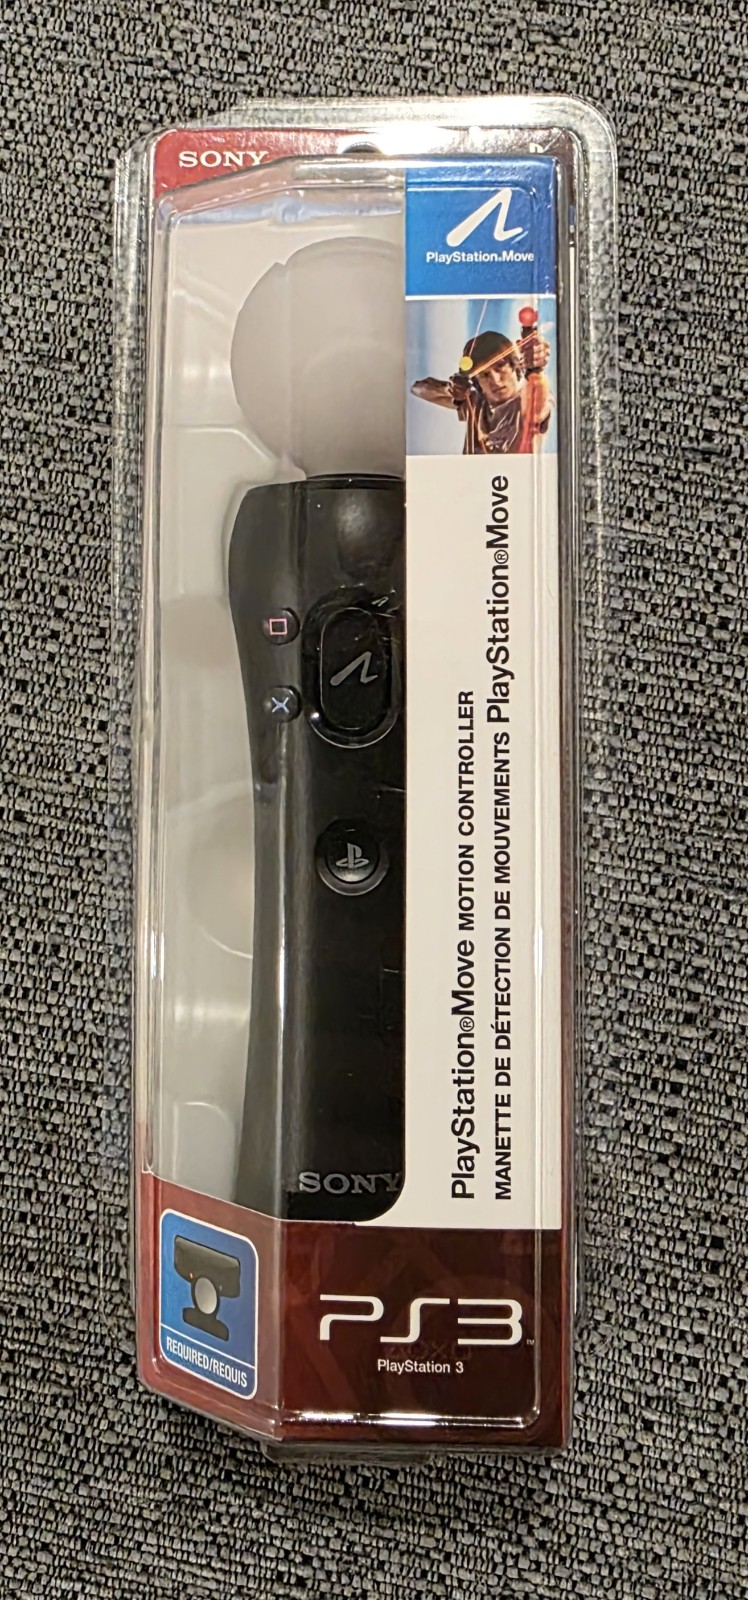 SONY
PlayStation®Move
PlayStation®Move MOTION CONTROLLER
MANETTE DE DÉTECTION DE MOUVEMENTS PlayStation®Move
SONY
REQUIRED/REQUIS
PS3™
PlayStation 3